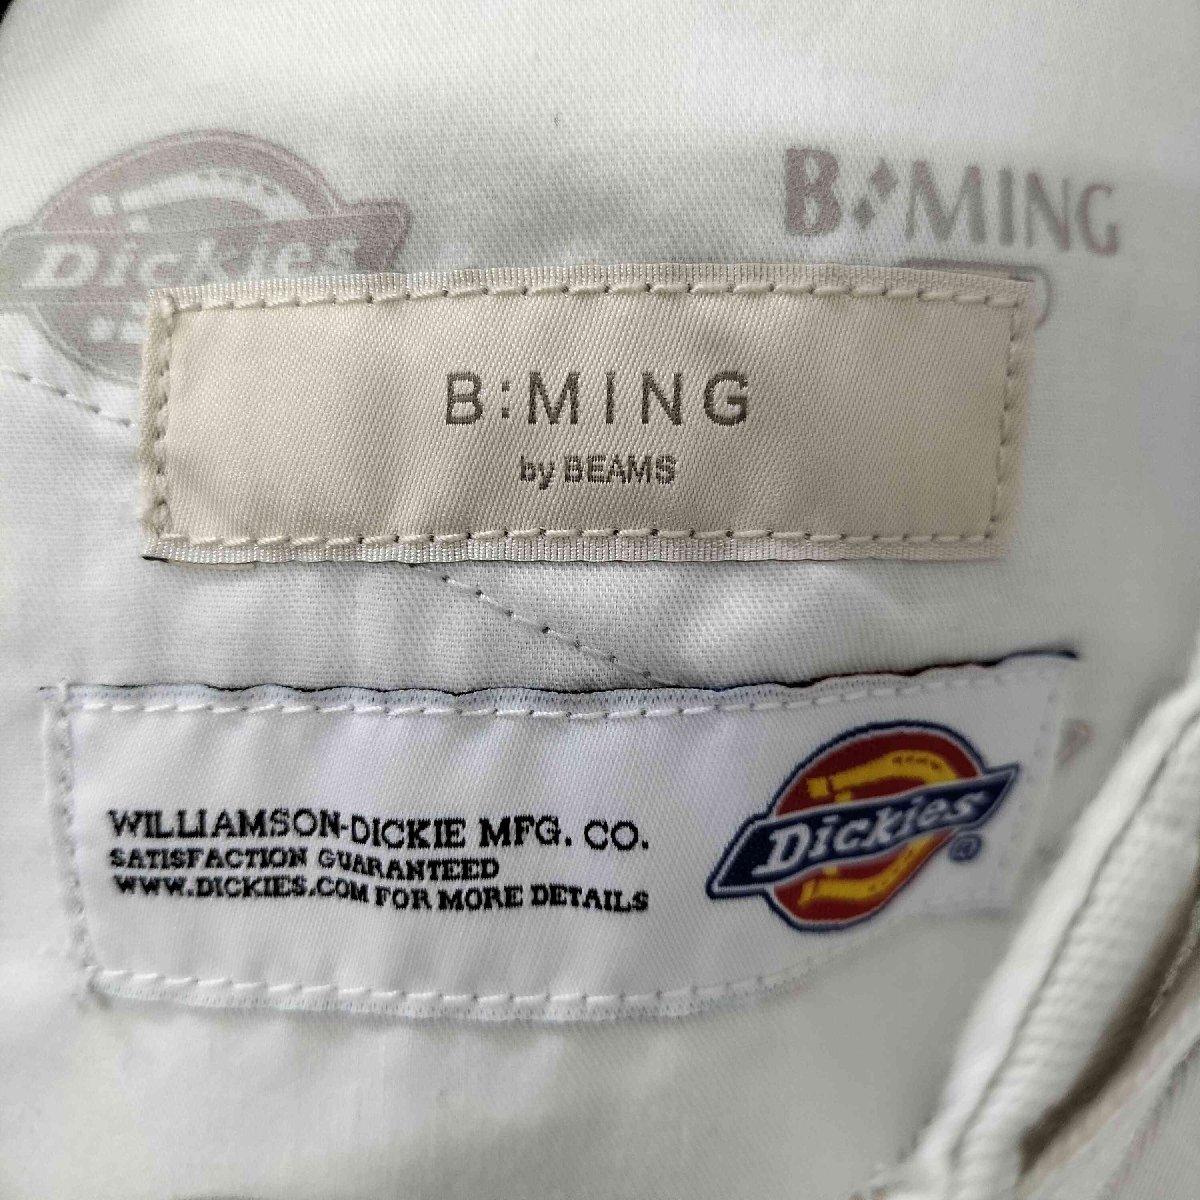 Dickies
B:MING
B:MING
by BEAMS
WILLIAMSON-DICKIE MFG. CO.
SATISFACTION GUARANTEED
WWW.DICKIES.COM FOR MORE DETAILS
Dickies®